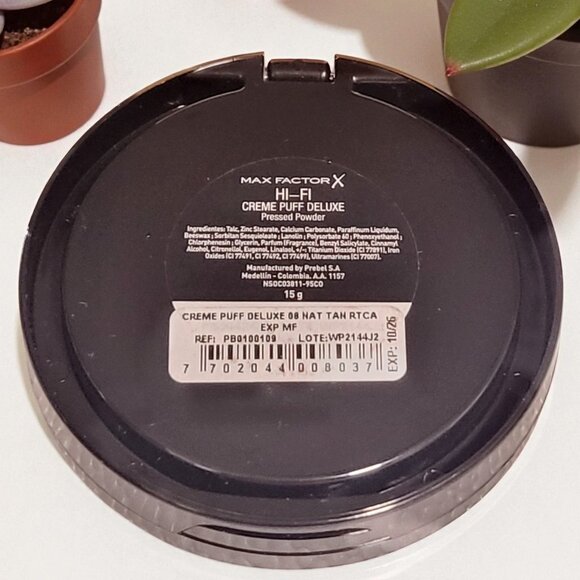 MAX FACTOR X
HI-FI
CREME PUFF DELUXE
Pressed Powder
Ingredientes: Talc, Zinc Stearate, Calcium Carbonate, Paraffinum Liquidum,
Beeswax ; Sorbitan Sesquioleate ; Lanolin ; Polysorbate 60 ; Phenoxyethanol ;
Chlorphenesin ; Glycerin, Parfum (Fragrance), Benzyl Salicylate, Cinnamyl
Alcohol, Citronellol, Eugenol, Linalool, +/-: Titanium Dioxide (CI 77891), Iron
Oxides (CI 77491, CI 77492, CI 77499), Ultramarines (CI 77007).
Manufactured by Prebel S.A
Medellín - Colombia. A.A. 1157
NSOC03811-95CO
15 g
CREME PUFF DELUXE 08 NAT TAN RTCA
EXP MF
REF: PB0100109 LOTE:WP2144J2
7 702044 008037
EXP: 10/26